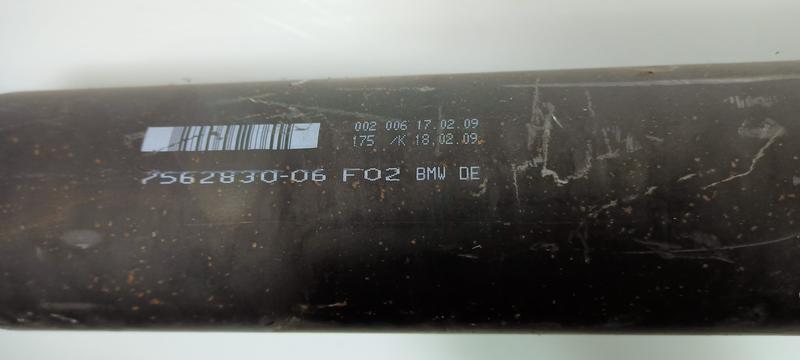 002 006 17.02.09
175 /K 18.02.09
7562830-06 F02 BMW DE